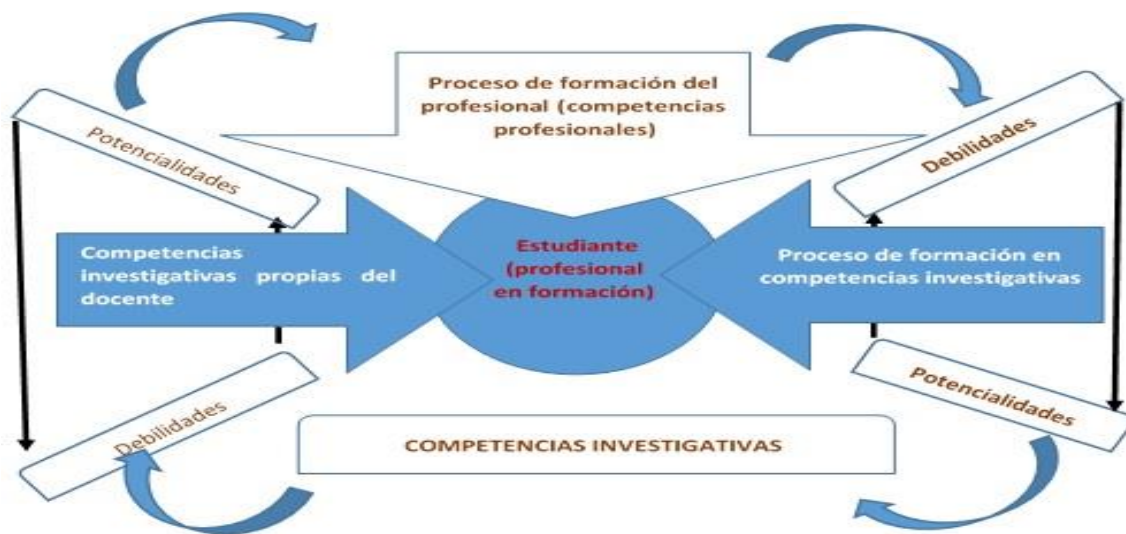 Proceso de formación del
profesional (competencias
profesionales)
Potencialidades
Debilidades
Competencias
investigativas propias del
docente
Estudiante
(profesional
en formación)
Proceso de formación en
competencias investigativas
Debilidades
Potencialidades
COMPETENCIAS INVESTIGATIVAS